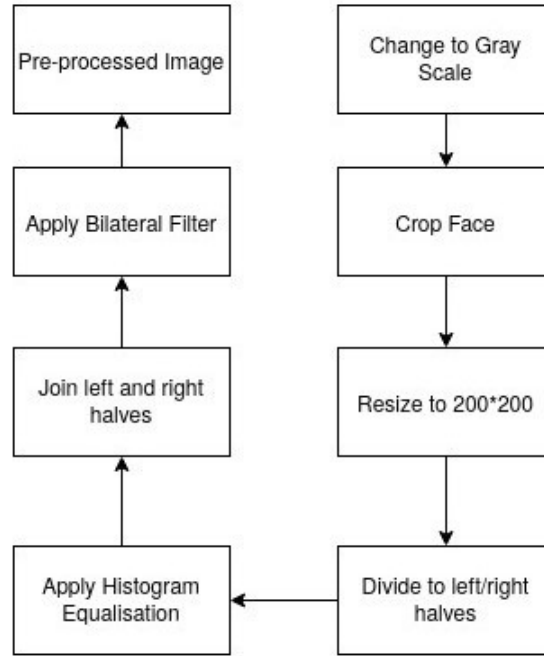 Pre-processed Image
Change to Gray
Scale
Apply Bilateral Filter
Crop Face
Join left and right
halves
Resize to 200*200
Apply Histogram
Equalisation
Divide to left/right
halves